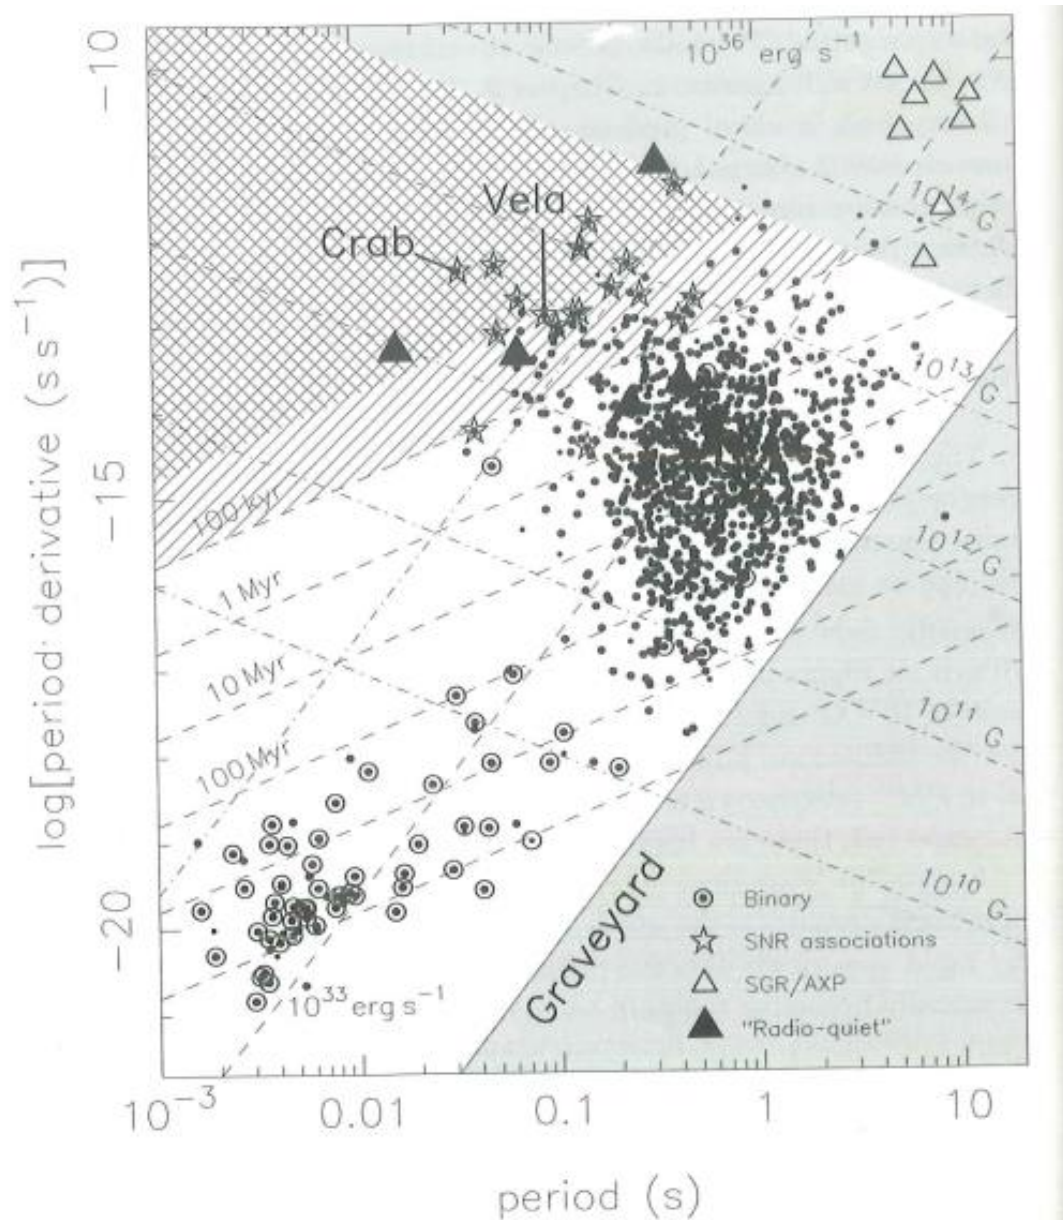 10^36 erg s^-1
-10
10^14 G
Vela
Crab
log[period derivative (s s^-1)]
10^13 G
-15
100 kyr
10^12 G
1 Myr
10 Myr
10^11 G
100 Myr
10^10 G
Binary
-20
SNR associations
Graveyard
SGR/AXP
10^33 erg s^-1
"Radio-quiet"
10^-3
0.01
0.1
1
10
period (s)